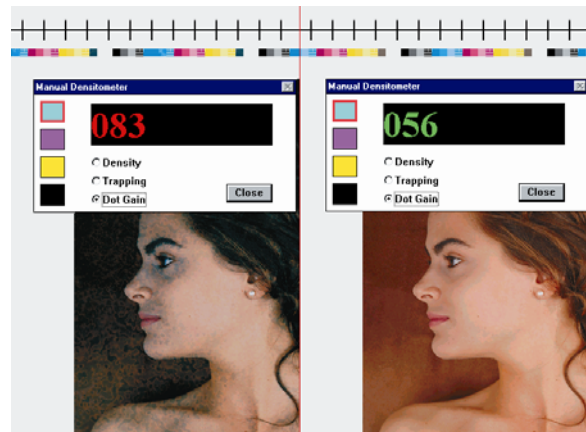 Manual Densitometer
083
Density
Trapping
Dot Gain
Close
Manual Densitometer
056
Density
Trapping
Dot Gain
Close